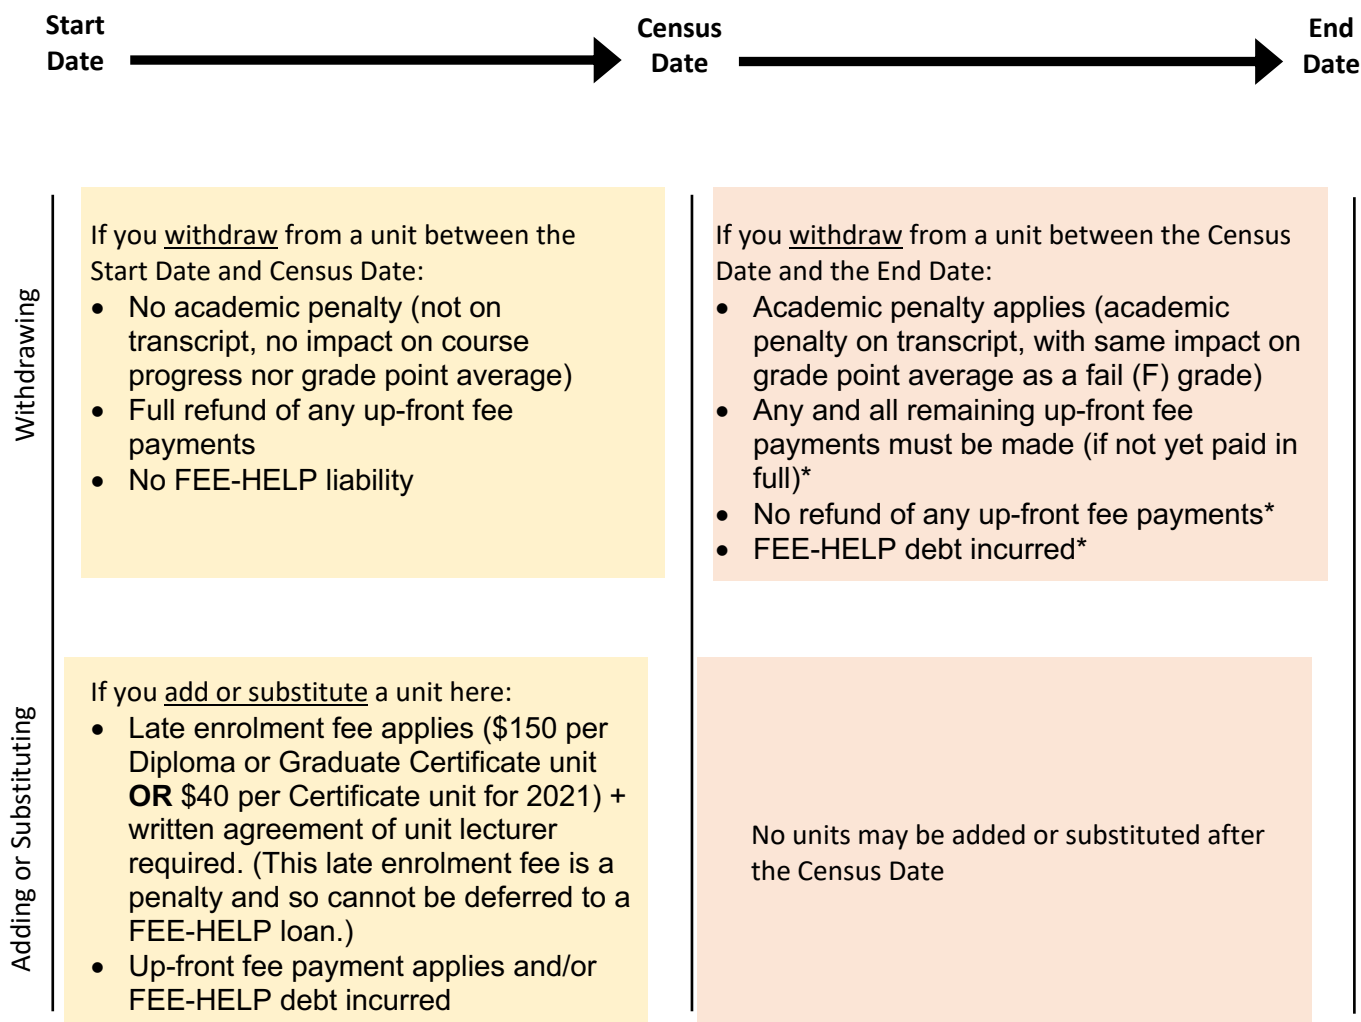 Start
Date
Census
Date
End
Date
Withdrawing
If you withdraw from a unit between the
Start Date and Census Date:
• No academic penalty (not on
transcript, no impact on course
progress nor grade point average)
• Full refund of any up-front fee
payments
• No FEE-HELP liability
If you withdraw from a unit between the Census
Date and the End Date:
• Academic penalty applies (academic
penalty on transcript, with same impact on
grade point average as a fail (F) grade)
• Any and all remaining up-front fee
payments must be made (if not yet paid in
full)*
• No refund of any up-front fee payments*
• FEE-HELP debt incurred*
Adding or Substituting
If you add or substitute a unit here:
• Late enrolment fee applies ($150 per
Diploma or Graduate Certificate unit
OR $40 per Certificate unit for 2021) +
written agreement of unit lecturer
required. (This late enrolment fee is a
penalty and so cannot be deferred to a
FEE-HELP loan.)
• Up-front fee payment applies and/or
FEE-HELP debt incurred
No units may be added or substituted after
the Census Date